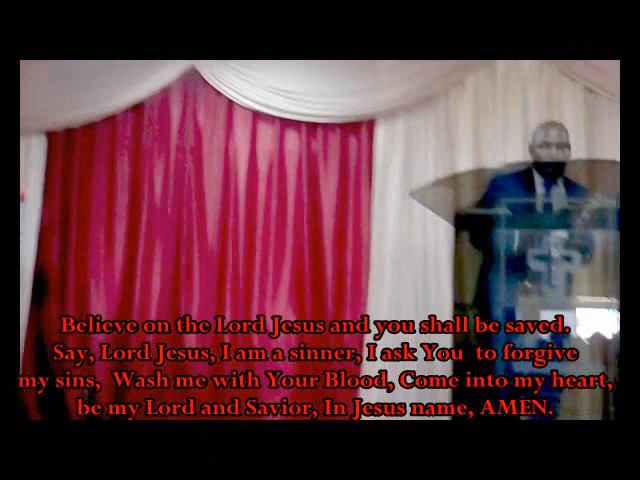 Believe on the Lord Jesus and you shall be saved.
Say, Lord Jesus, I am a sinner, I ask You to forgive
my sins, Wash me with Your Blood, Come into my heart,
be my Lord and Savior, In Jesus name, AMEN.